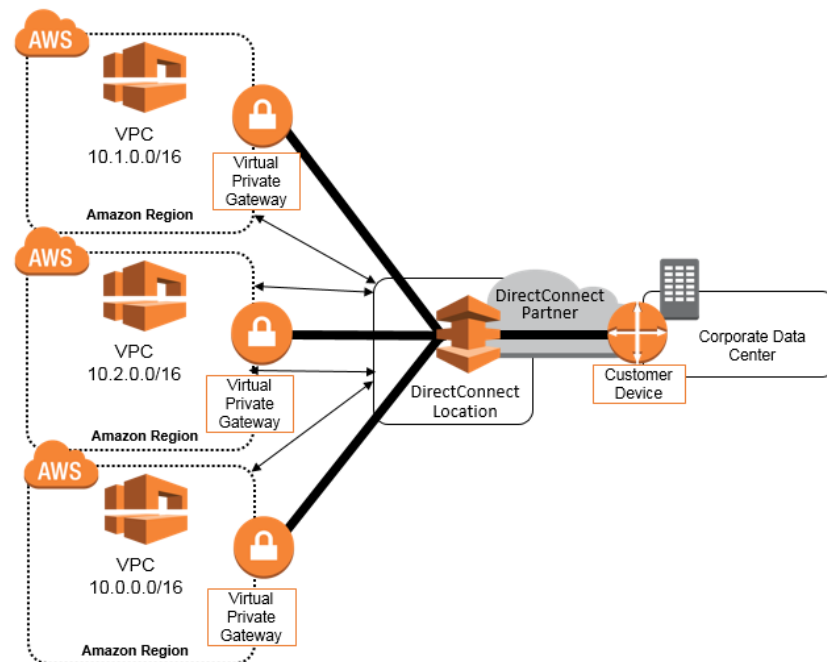 AWS
VPC
10.1.0.0/16
Virtual
Private
Gateway
Amazon Region
AWS
VPC
10.2.0.0/16
Virtual
Private
Gateway
Amazon Region
AWS
VPC
10.0.0.0/16
Virtual
Private
Gateway
Amazon Region
DirectConnect
Location
DirectConnect
Partner
Customer
Device
Corporate Data
Center